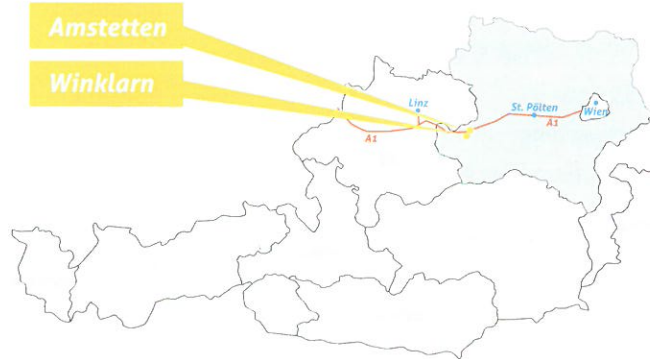 Amstetten
Winklarn
Linz
St. Pölten
Wien
A1
A1